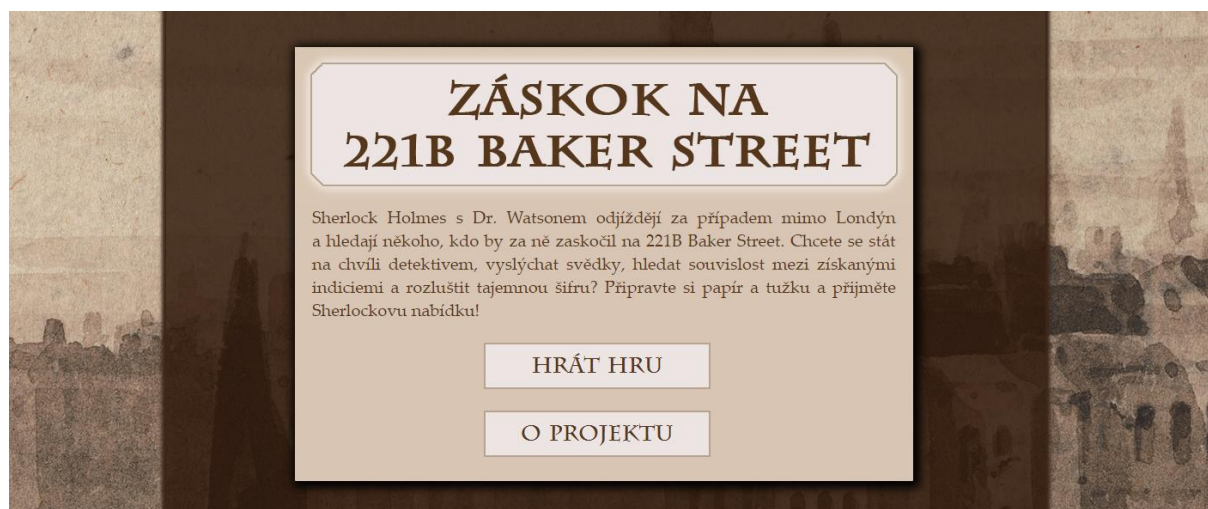 ZÁSKOK NA
221B BAKER STREET
Sherlock Holmes s Dr. Watsonem odjíždějí za případem mimo Londýn
a hledají někoho, kdo by za ně zaskočil na 221B Baker Street. Chcete se stát
na chvíli detektivem, vyslýchat svědky, hledat souvislost mezi získanými
indiciemi a rozluštit tajemnou šifru? Připravte si papír a tužku a přijměte
Sherlockovu nabídku!
HRÁT HRU
O PROJEKTU